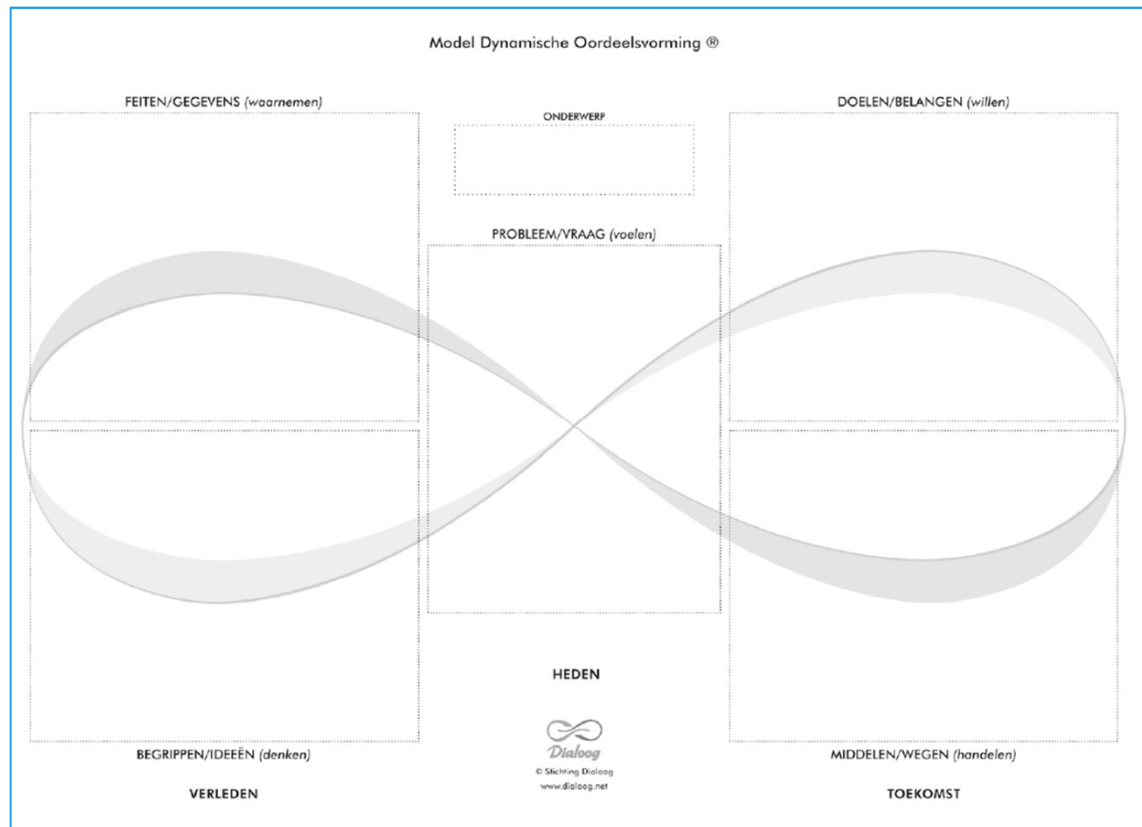 Model Dynamische Oordeelsvorming ®
FEITEN/GEGEVENS (waarnemen)
ONDERWERP
DOELEN/BELANGEN (willen)
PROBLEEM/VRAAG (voelen)
HEDEN
BEGRIPPEN/IDEEËN (denken)
VERLEDEN
Dialoog
© Stichting Dialoog
www.dialoog.net
MIDDELEN/WEGEN (handelen)
TOEKOMST